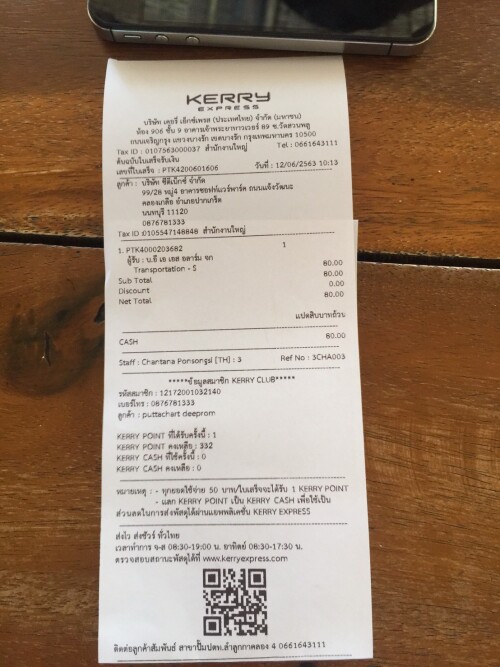 KERRY
EXPRESS
บริษัท เคอรี่ เอ็กซ์เพรส (ประเทศไทย) จำกัด (มหาชน)
ห้อง 906 ชั้น 9 อาคารเจ้าพระยาทาวเวอร์ 89 ซ.วัดสวนพลู
ถนนเจริญกรุง แขวงบางรัก เขตบางรัก กรุงเทพมหานคร 10500
Tax ID : 0107563000037 สำนักงานใหญ่ Tel : 0661643111
ต้นฉบับใบเสร็จรับเงิน
เลขที่ใบเสร็จ : PTK4200601606 วันที่ : 12/06/2563 10:13
ลูกค้า : บริษัท ซีดีเน็กซ์ จำกัด
99/28 หมู่4 อาคารซอฟท์แวร์พาร์ค ถนนแจ้งวัฒนะ
คลองเกลือ อำเภอปากเกร็ด
นนทบุรี 11120
0876781333
Tax ID :0105547148848 สำนักงานใหญ่
1. PTK4000203682 1
ผู้รับ : บ.ยี เอ เอส อลาร์ม จก
Transportation - S 80.00
Sub Total 80.00
Discount 0.00
Net Total 80.00
แปดสิบบาทถ้วน
CASH 80.00
Staff : Chantana Ponsongsi [TH] : 3 Ref No : 3CHA003
*****ข้อมูลสมาชิก KERRY CLUB*****
รหัสสมาชิก : 12172001032140
เบอร์โทร : 0876781333
ลูกค้า : puttachart deeprom
KERRY POINT ที่ได้รับครั้งนี้ : 1
KERRY POINT คงเหลือ : 332
KERRY CASH ที่ใช้ครั้งนี้ : 0
KERRY CASH คงเหลือ : 0
หมายเหตุ : - ทุกยอดใช้จ่าย 50 บาท/ใบเสร็จจะได้รับ 1 KERRY POINT
- แลก KERRY POINT เป็น KERRY CASH เพื่อใช้เป็น
ส่วนลดในการส่งพัสดุได้ผ่านแอพพลิเคชั่น KERRY EXPRESS
ส่งไว ส่งชัวร์ ทั่วไทย
เวลาทำการ จ-ส 08:30-19:00 น. อาทิตย์ 08:30-17:30 น.
ตรวจสอบสถานะพัสดุได้ที่ www.kerryexpress.com
ติดต่อลูกค้าสัมพันธ์ สาขาปั๊มปตท.ลำลูกกาคลอง 4 0661643111